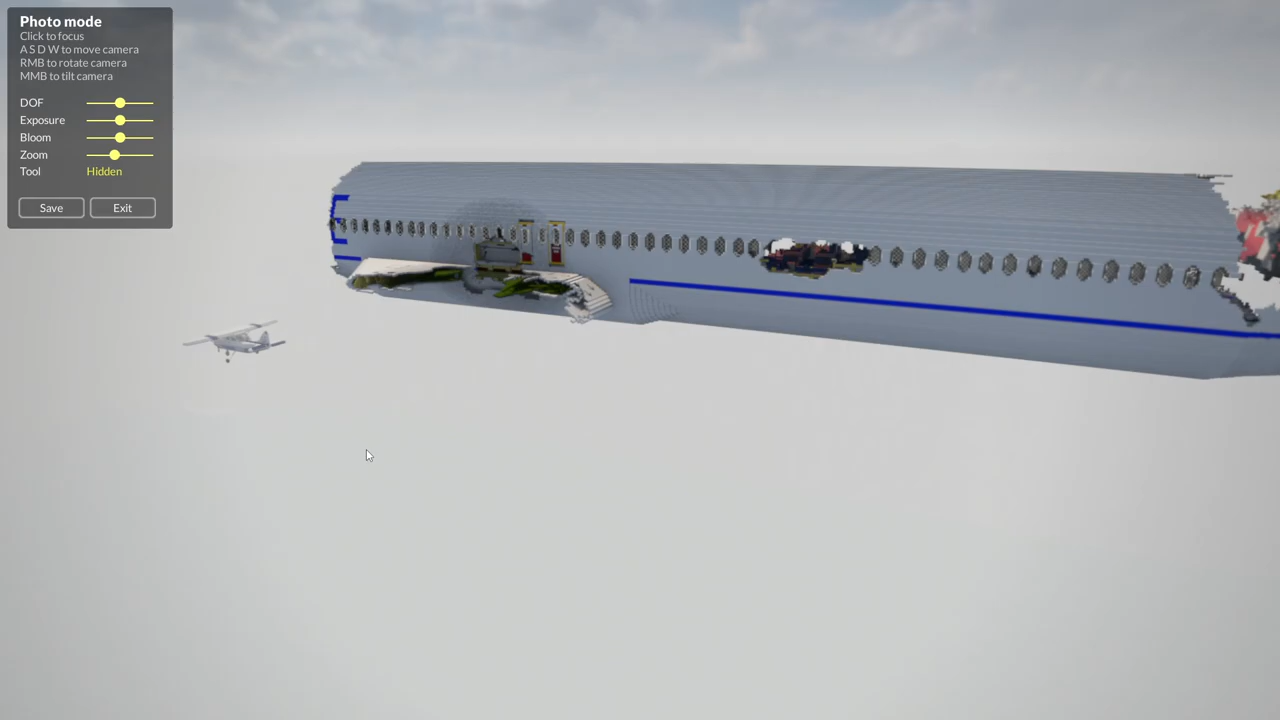 Photo mode
Click to focus
A S D W to move camera
RMB to rotate camera
MMB to tilt camera
DOF
Exposure
Bloom
Zoom
Tool Hidden
Save Exit